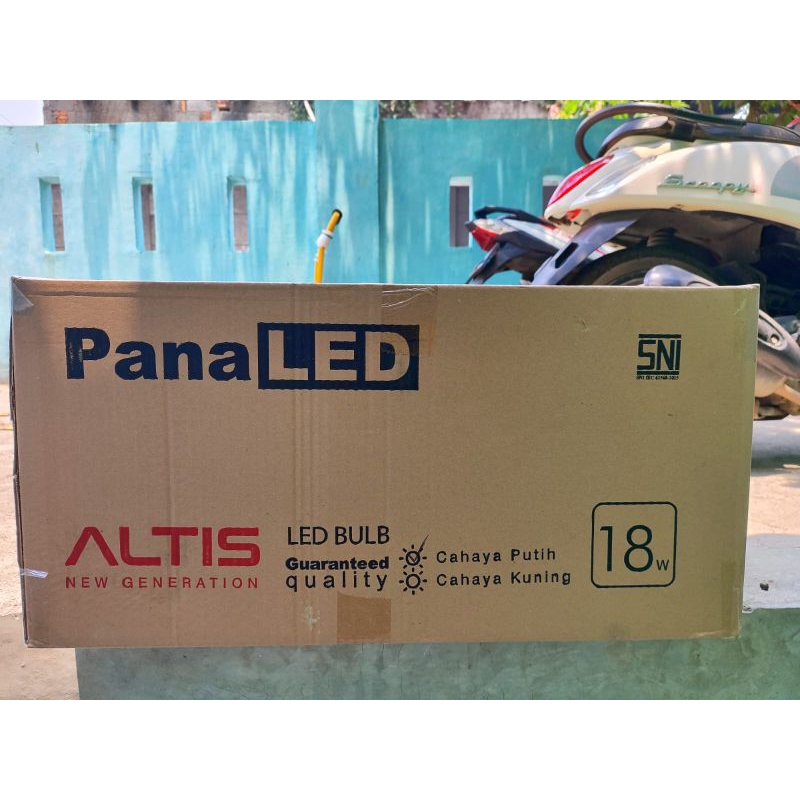 Scoopy
PanaLED
SNI
ALTIS
NEW GENERATION
LED BULB
Guaranteed
quality
Cahaya Putih
Cahaya Kuning
18w